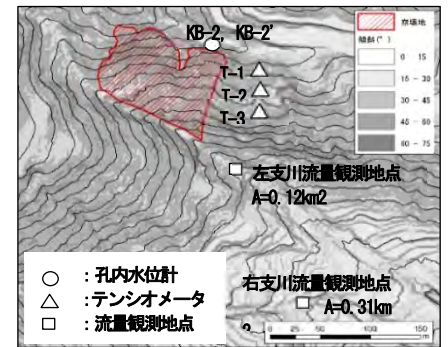 KB-2, KB-2'
T-1
T-2
T-3
崩壊地
傾斜(°)
0 - 15
15 - 30
30 - 45
45 - 60
60 - 75
左支川流量観測地点
A=0.12km2
右支川流量観測地点
A=0.31km
2
○ : 孔内水位計
△ : テンシオメータ
□ : 流量観測地点
0 25 50 100 150
m